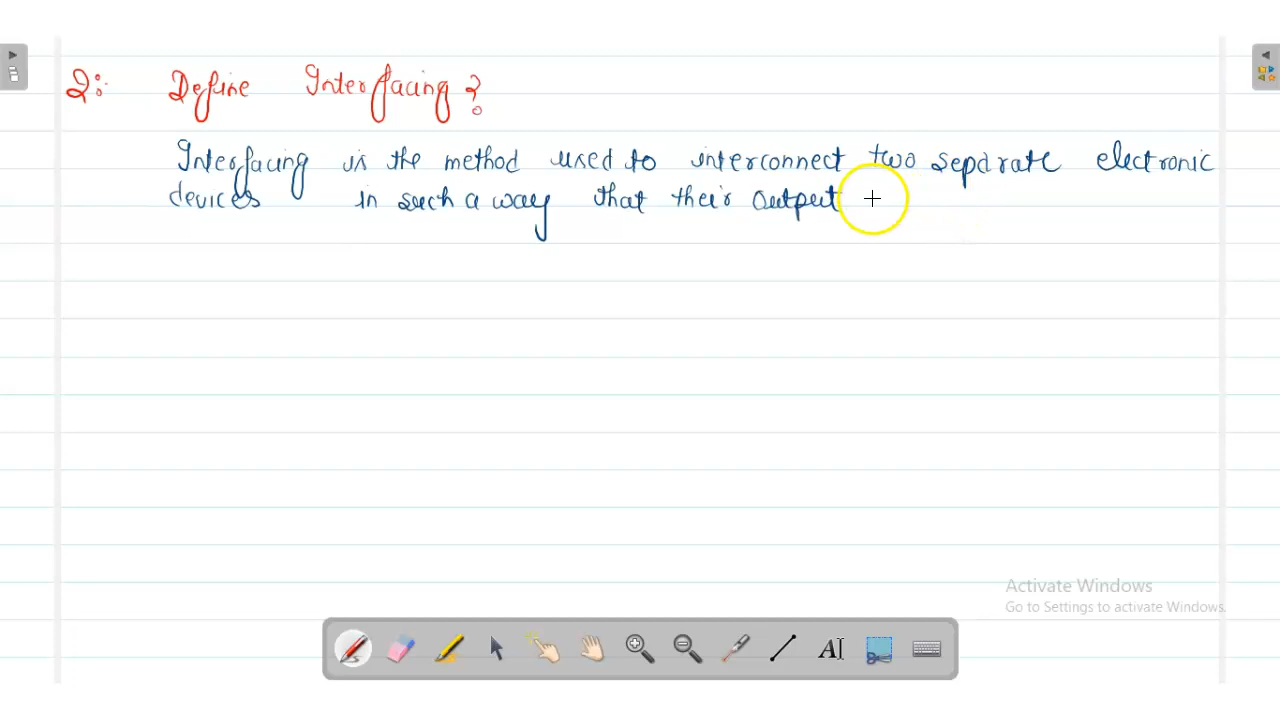 Q:- Define Interfacing?
Interfacing is the method used to interconnect two separate electronic
devices in such a way that their output
Activate Windows
Go to Settings to activate Windows.
AI